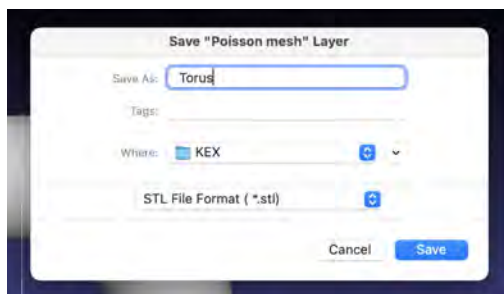 Save "Poisson mesh" Layer
Save As: Torus
Tags:
Where: KEX
STL File Format ( *.stl)
Cancel Save